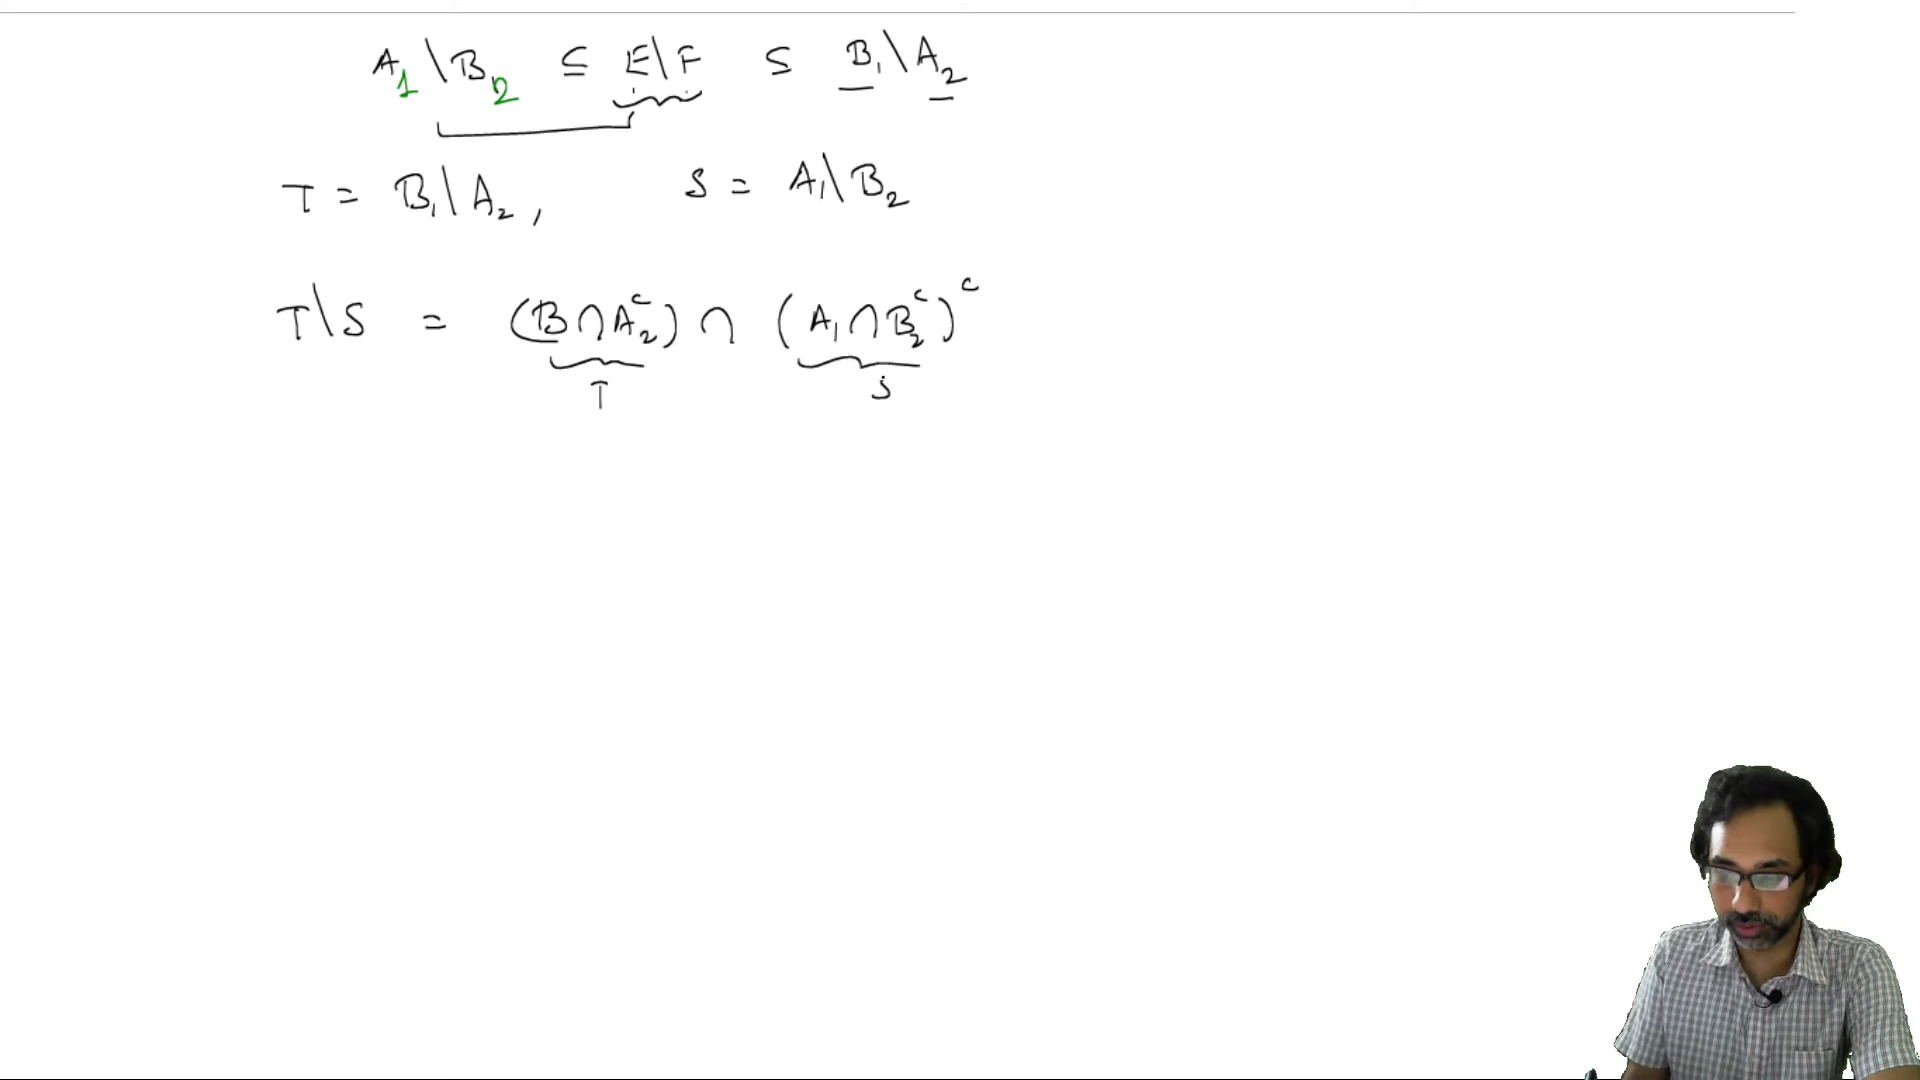 A₁ \ B₂ ⊆ E\F ⊆ B₁ \ A₂
T = B₁ \ A₂ , S = A₁ \ B₂
T\S = (B ∩ A₂ᶜ) ∩ (A₁ ∩ B₂ᶜ)ᶜ
T S